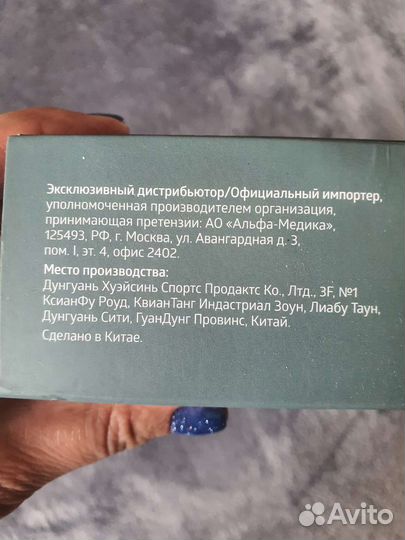 Эксклюзивный дистрибьютор/Официальный импортер,
уполномоченная производителем организация,
принимающая претензии: АО «Альфа-Медика»,
125493, РФ, г. Москва, ул. Авангардная д. 3,
пом. I, эт. 4, офис 2402.
Место производства:
Дунгуань Хуэйсинь Спортс Продактс Ко., Лтд., 3F, №1
КсианФу Роуд, КвианТанг Индастриал Зоун, Лиабу Таун,
Дунгуань Сити, ГуанДунг Провинс, Китай.
Сделано в Китае.
Avito